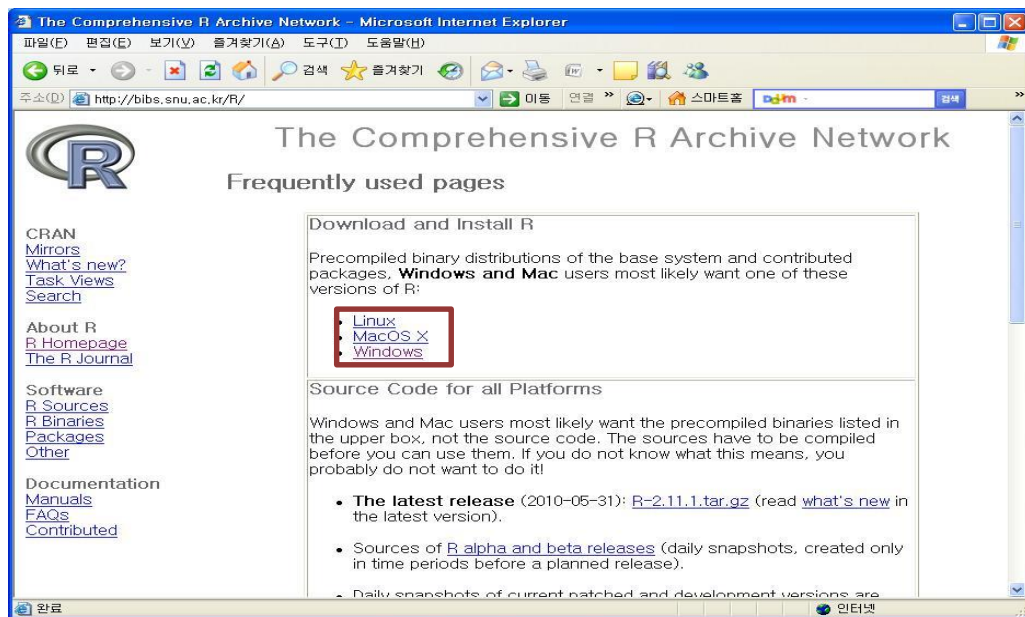 The Comprehensive R Archive Network - Microsoft Internet Explorer
파일(F) 편집(E) 보기(V) 즐겨찾기(A) 도구(T) 도움말(H)
뒤로 검색 즐겨찾기
주소(D) http://bibs.snu.ac.kr/R/ 이동 연결 » 스마트홈 Daum 검색 »
R
The Comprehensive R Archive Network
Frequently used pages
CRAN
Mirrors
What's new?
Task Views
Search
About R
R Homepage
The R Journal
Software
R Sources
R Binaries
Packages
Other
Documentation
Manuals
FAQs
Contributed
Download and Install R
Precompiled binary distributions of the base system and contributed
packages, Windows and Mac users most likely want one of these
versions of R:
• Linux
• MacOS X
• Windows
Source Code for all Platforms
Windows and Mac users most likely want the precompiled binaries listed in
the upper box, not the source code. The sources have to be compiled
before you can use them. If you do not know what this means, you
probably do not want to do it!
• The latest release (2010-05-31): R-2.11.1.tar.gz (read what's new in
the latest version).
• Sources of R alpha and beta releases (daily snapshots, created only
in time periods before a planned release).
• Daily snapshots of current patched and development versions are
완료 인터넷